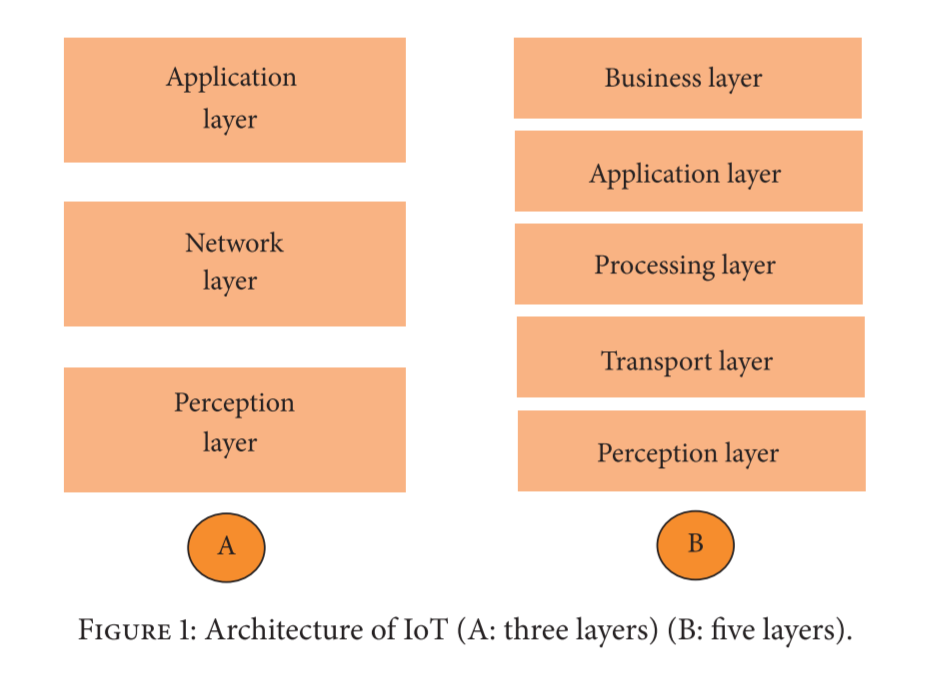 Application
layer
Network
layer
Perception
layer
A
Business layer
Application layer
Processing layer
Transport layer
Perception layer
B
Figure 1: Architecture of IoT (A: three layers) (B: five layers).